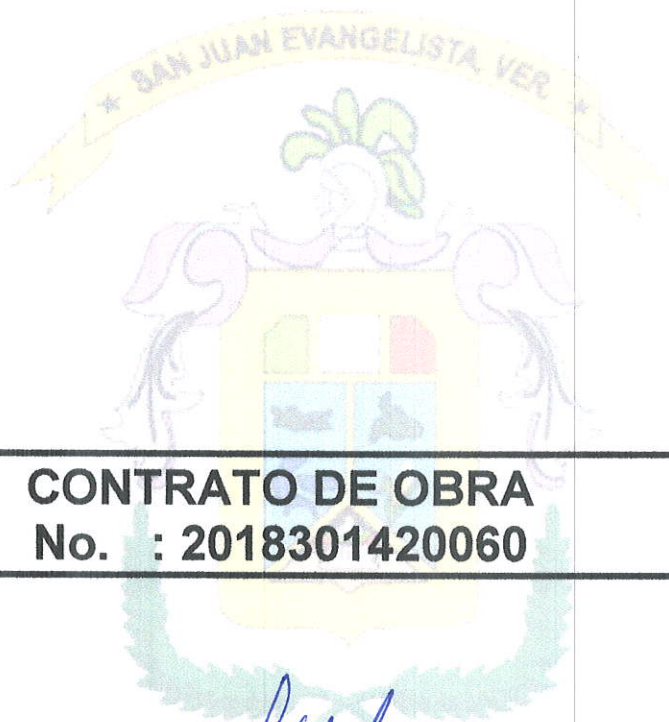 ★ SAN JUAN EVANGELISTA, VER. ★
CONTRATO DE OBRA
No. : 2018301420060